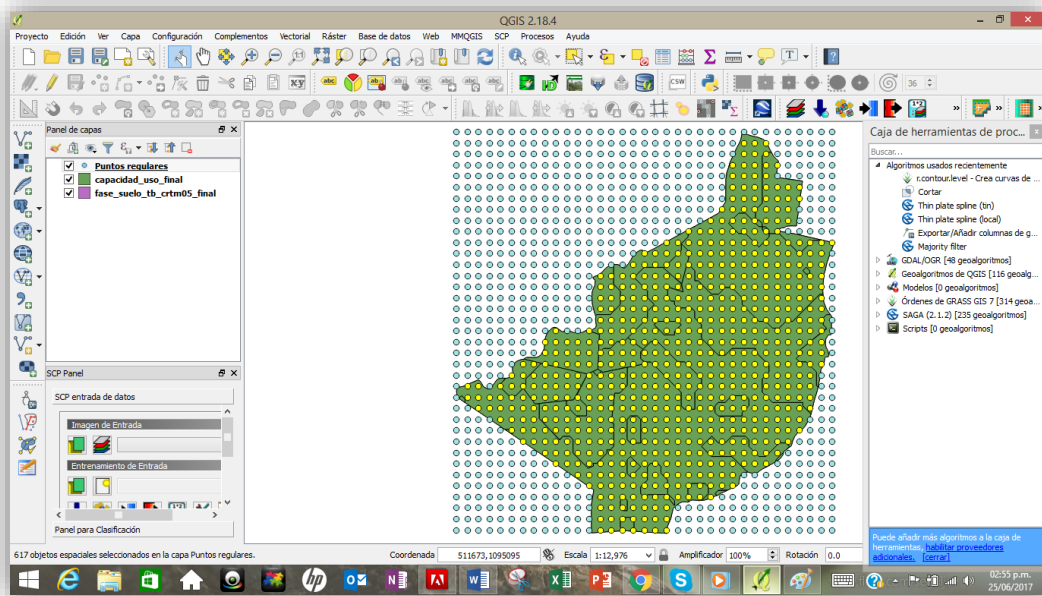 QGIS 2.18.4
Proyecto Edición Ver Capa Configuración Complementos Vectorial Ráster Base de datos Web MMQGIS SCP Procesos Ayuda
CSW
36
Panel de capas
Puntos regulares
capacidad_uso_final
fase_suelo_tb_crtm05_final
SCP Panel
SCP entrada de datos
Imagen de Entrada
Entrenamiento de Entrada
Panel para Clasificación
Caja de herramientas de proc...
Buscar...
Algoritmos usados recientemente
r.contour.level - Crea curvas de ...
Cortar
Thin plate spline (tin)
Thin plate spline (local)
Exportar/Añadir columnas de g...
Majority filter
GDAL/OGR [48 geoalgoritmos]
Geoalgoritmos de QGIS [116 geoalg...
Modelos [0 geoalgoritmos]
Órdenes de GRASS GIS 7 [314 geoa...
SAGA (2.1.2) [235 geoalgoritmos]
Scripts [0 geoalgoritmos]
Puede añadir más algoritmos a la caja de
herramientas, habilitar proveedores
adicionales. [cerrar]
617 objetos espaciales seleccionados en la capa Puntos regulares.
Coordenada 511673,1095095 Escala 1:12,976 Amplificador 100% Rotación 0.0
02:55 p.m.
25/06/2017